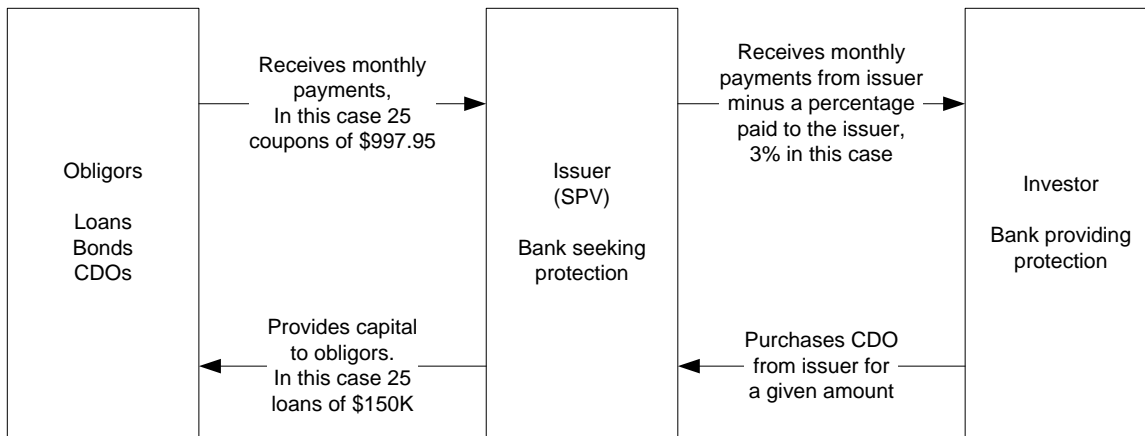 Obligors
Loans
Bonds
CDOs
Receives monthly
payments,
In this case 25
coupons of $997.95
Provides capital
to obligors.
In this case 25
loans of $150K
Issuer
(SPV)
Bank seeking
protection
Receives monthly
payments from issuer
minus a percentage
paid to the issuer,
3% in this case
Purchases CDO
from issuer for
a given amount
Investor
Bank providing
protection